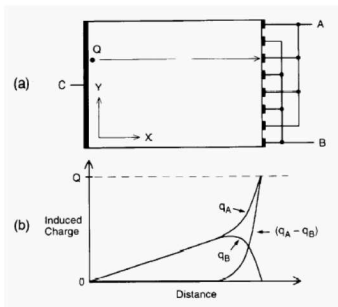 (a)
A
Q
C
Y
X
B
(b)
Q
Induced
Charge
qA
(qA - qB)
qB
0
Distance